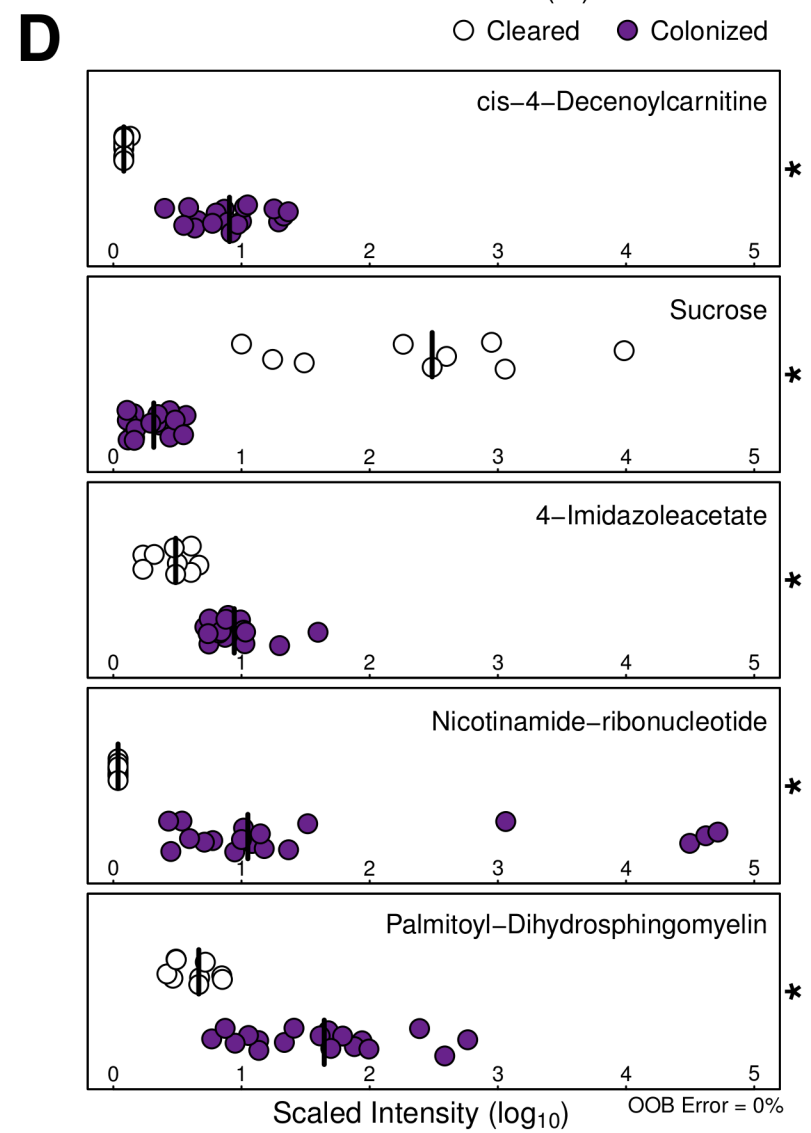 D
Cleared Colonized
cis−4−Decenoylcarnitine
*
0 1 2 3 4 5
Sucrose
*
0 1 2 3 4 5
4−Imidazoleacetate
*
0 1 2 3 4 5
Nicotinamide−ribonucleotide
*
0 1 2 3 4 5
Palmitoyl−Dihydrosphingomyelin
*
0 1 2 3 4 5
Scaled Intensity (log10)
OOB Error = 0%